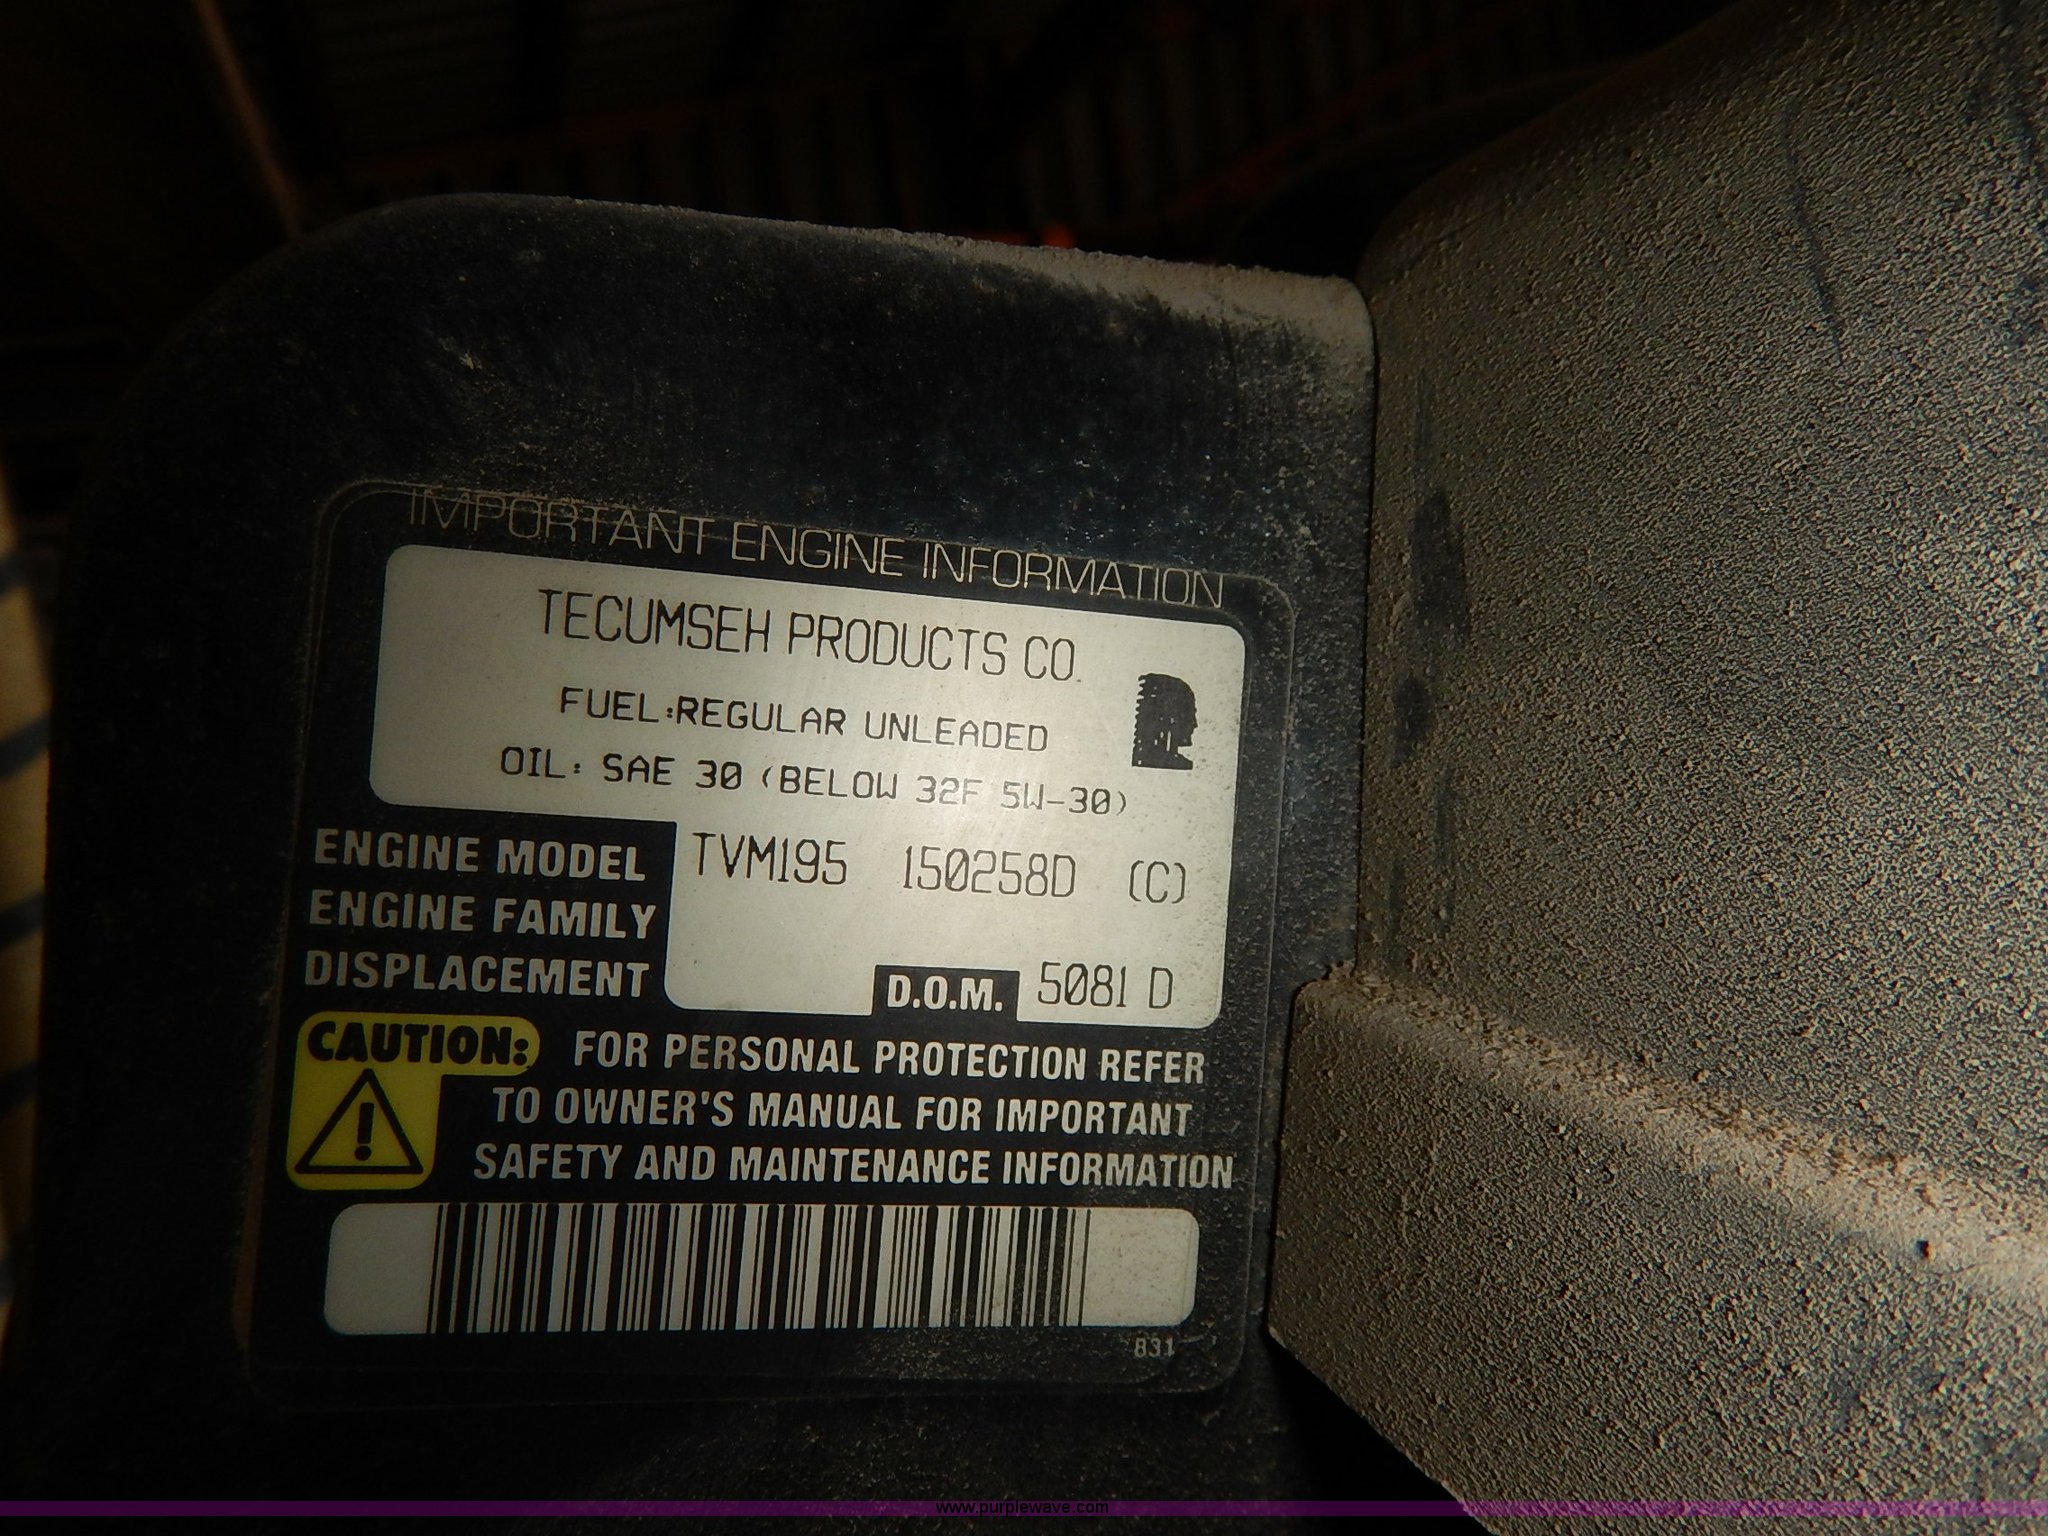 IMPORTANT ENGINE INFORMATION
TECUMSEH PRODUCTS CO.
FUEL:REGULAR UNLEADED
OIL: SAE 30 (BELOW 32F 5W-30)
ENGINE MODEL TVM195 150258D (C)
ENGINE FAMILY
DISPLACEMENT D.O.M. 5081 D
CAUTION: FOR PERSONAL PROTECTION REFER
TO OWNER'S MANUAL FOR IMPORTANT
SAFETY AND MAINTENANCE INFORMATION
831
www.purplewave.com